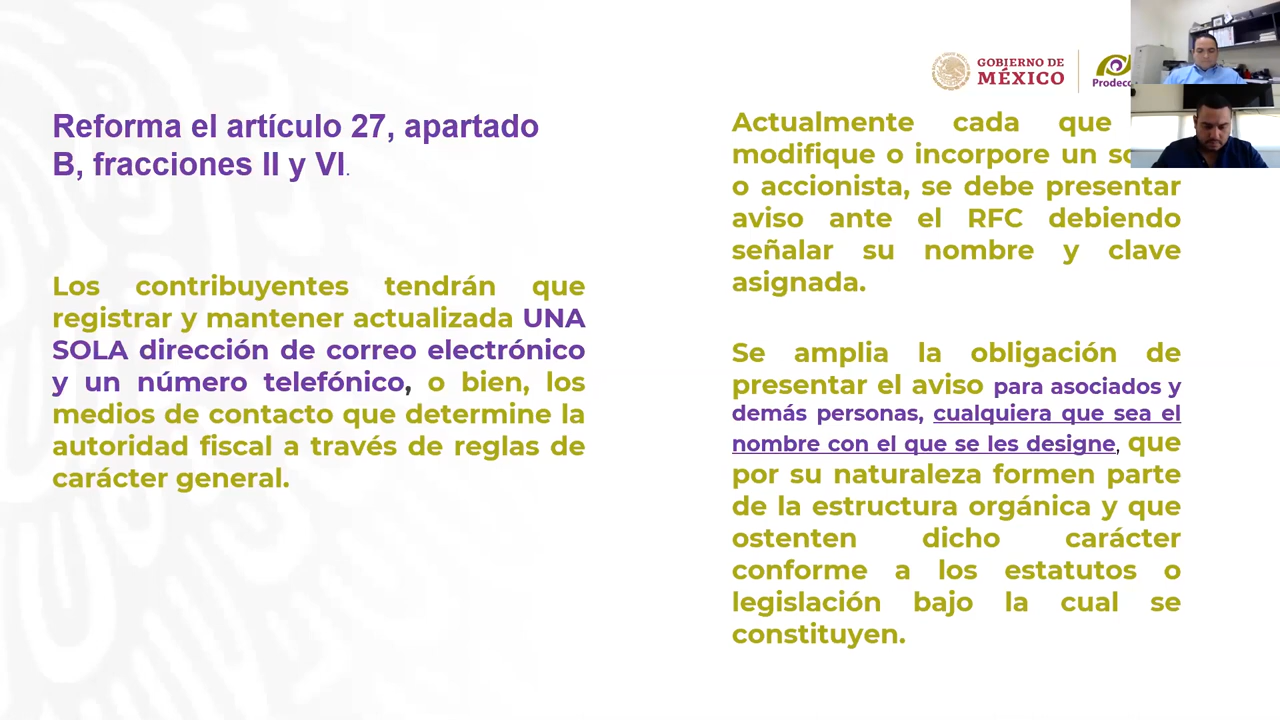 GOBIERNO DE
MÉXICO
Reforma el artículo 27, apartado
B, fracciones II y VI.
Los contribuyentes tendrán que
registrar y mantener actualizada UNA
SOLA dirección de correo electrónico
y un número telefónico, o bien, los
medios de contacto que determine la
autoridad fiscal a través de reglas de
carácter general.
Actualmente cada que
modifique o incorpore un
o accionista, se debe presentar
aviso ante el RFC debiendo
señalar su nombre y clave
asignada.
Se amplia la obligación de
presentar el aviso para asociados y
demás personas, cualquiera que sea el
nombre con el que se les designe, que
por su naturaleza formen parte
de la estructura orgánica y que
ostenten dicho carácter
conforme a los estatutos o
legislación bajo la cual se
constituyen.